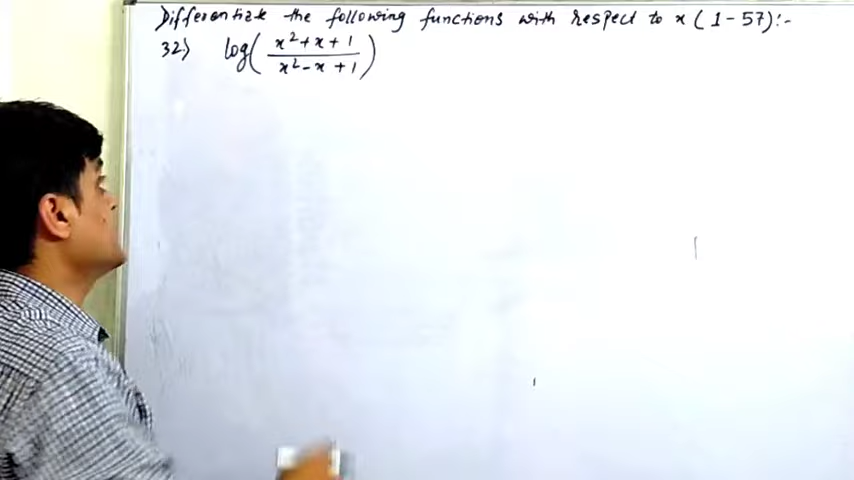 Differentiate the following functions with respect to x (1-57):-
32) log( x²+x+1 / x²-x+1 )